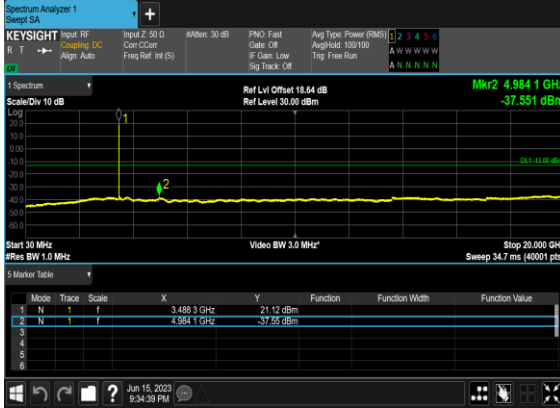 Spectrum Analyzer 1
Swept SA
+
KEYSIGHT Input: RF Input Z: 50 Ω #Atten: 30 dB PNO: Fast Avg Type: Power (RMS) 1 2 3 4 5 6
R T Coupling: DC Corr CCorr Gate: Off Avg|Hold: 100/100 A W W W W W
Align: Auto Freq Ref: Int (S) IF Gain: Low Trig: Free Run
Sig Track: Off A N N N N N
1 Spectrum
Ref Lvl Offset 18.64 dB Mkr2 4.984 1 GHz
Scale/Div 10 dB Ref Level 30.00 dBm -37.551 dBm
Log
20.0
10.0
0.00
-10.0
DL1 -13.00 dBm
-20.0
-30.0
-40.0
-50.0
-60.0
1
2
Start 30 MHz Video BW 3.0 MHz* Stop 20.000 GHz
#Res BW 1.0 MHz Sweep 34.7 ms (40001 pts)
5 Marker Table
Mode Trace Scale X Y Function Function Width Function Value
1 N 1 f 3.488 3 GHz 21.12 dBm
2 N 1 f 4.984 1 GHz -37.55 dBm
3
4
5
6
? Jun 15, 2023
9:34:39 PM